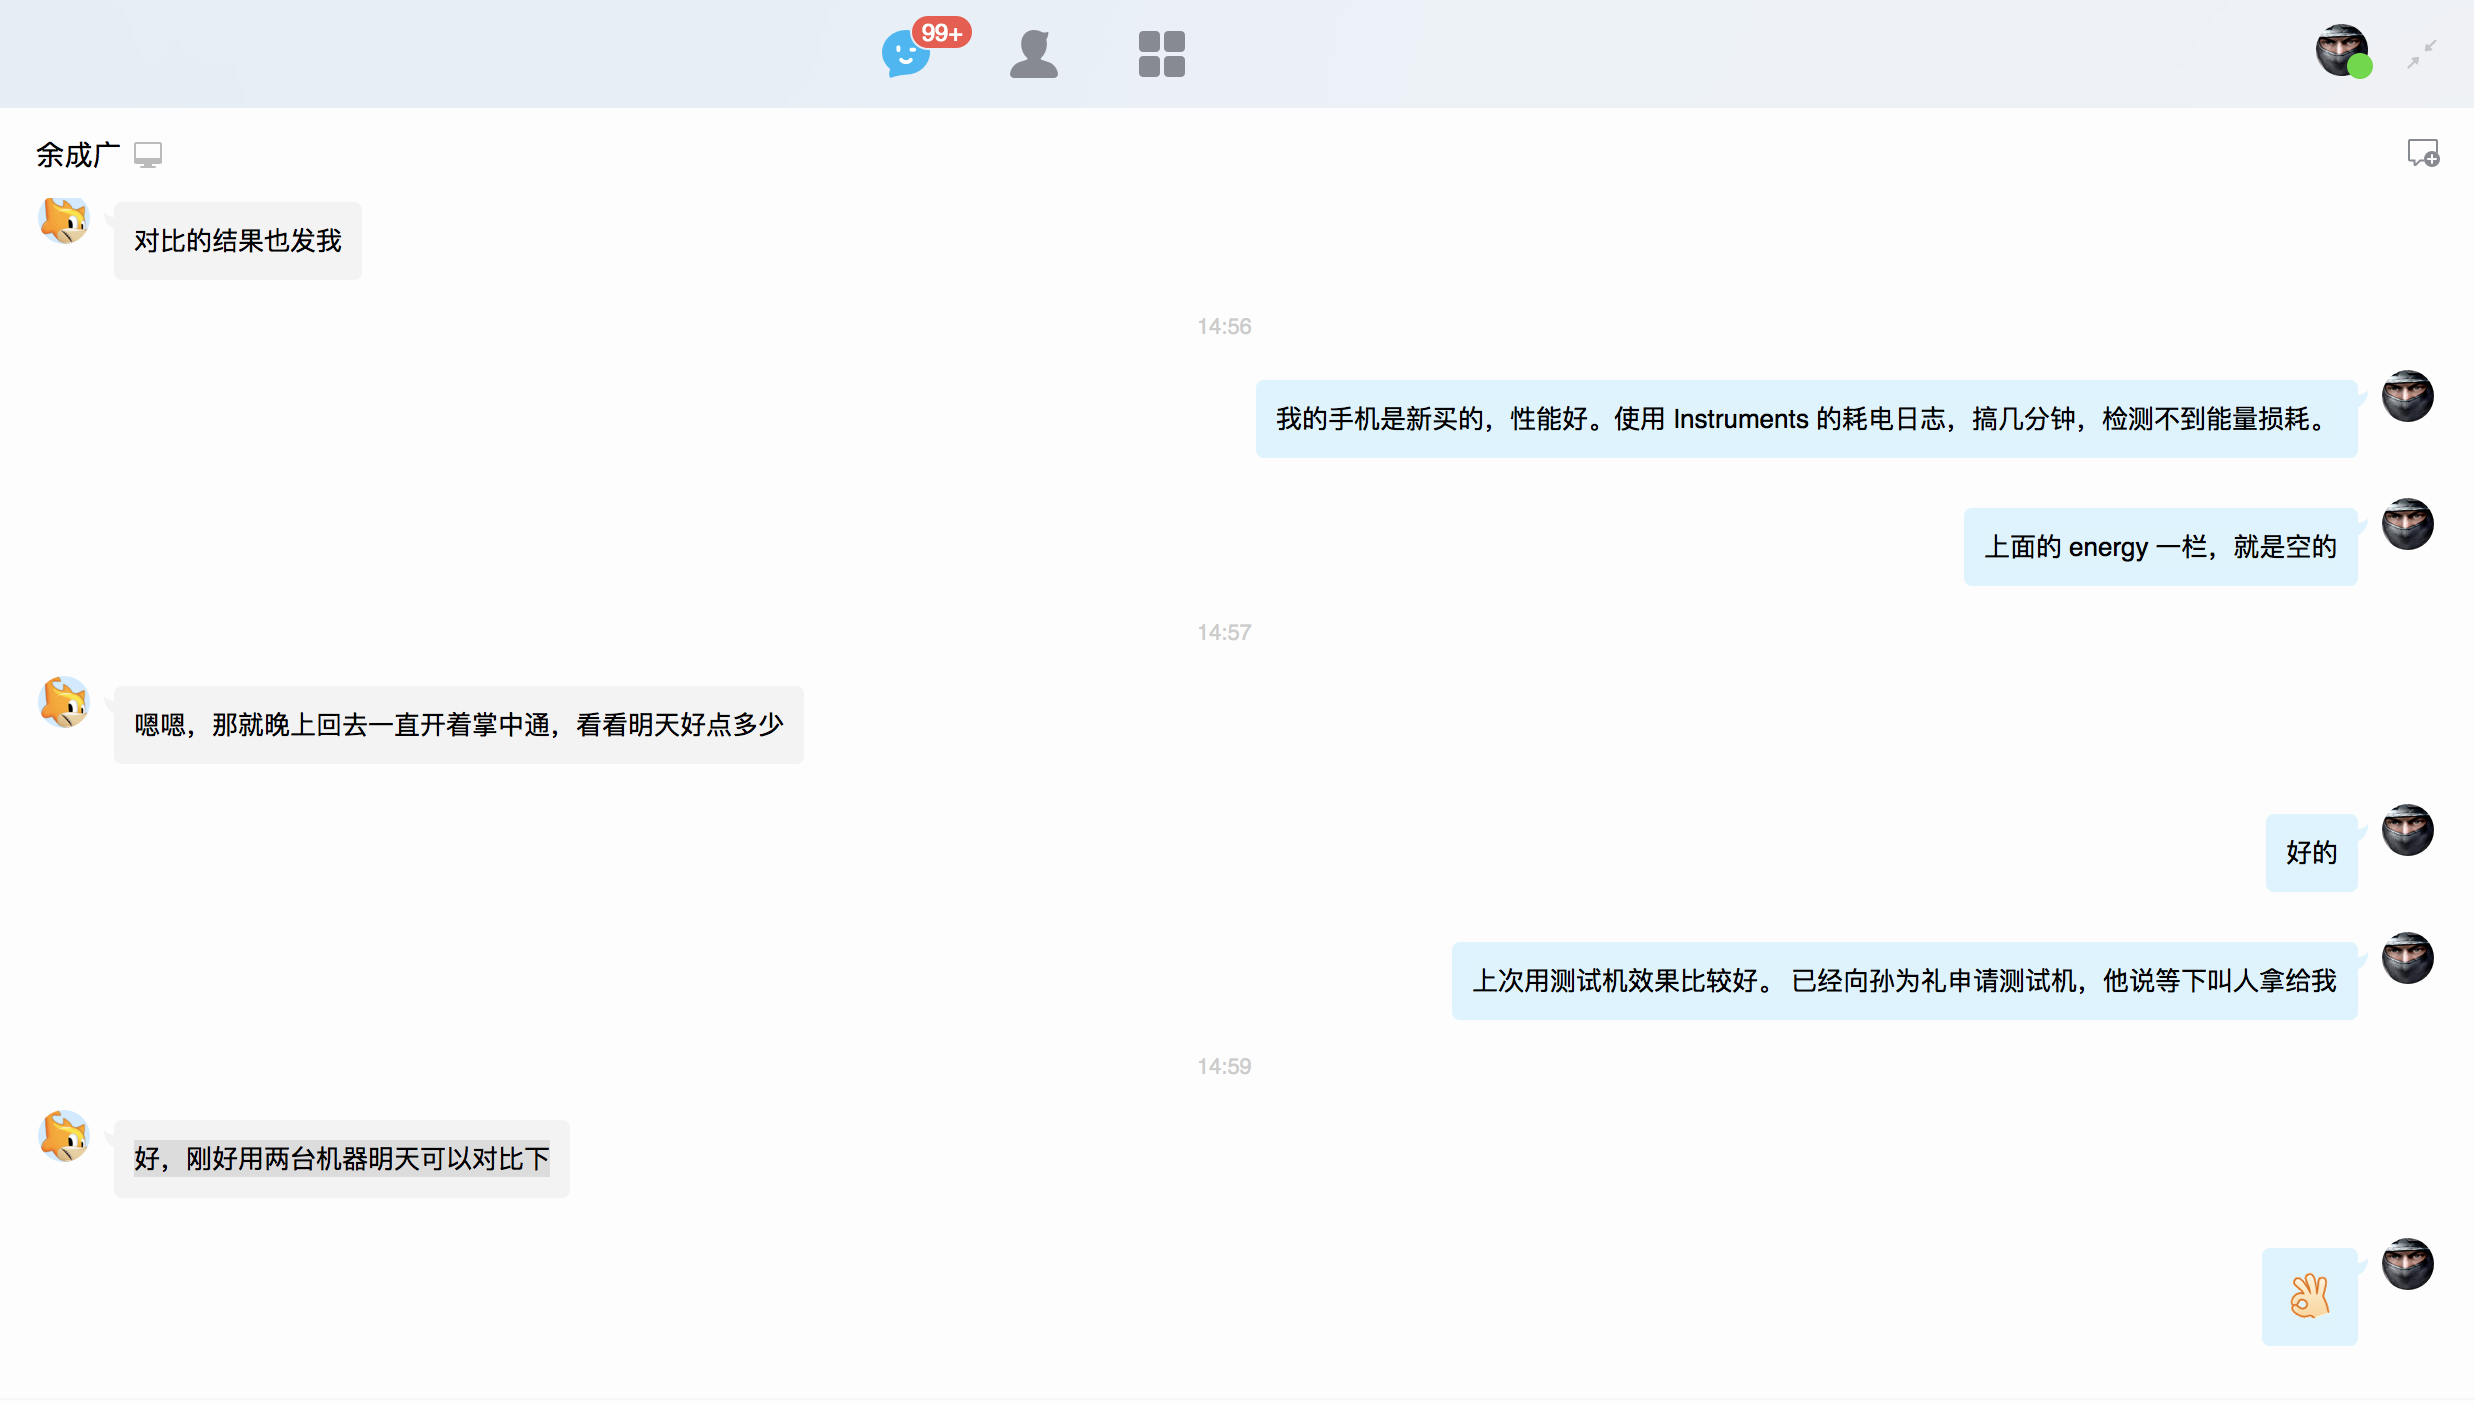 99+
余成广
对比的结果也发我
14:56
我的手机是新买的，性能好。使用 Instruments 的耗电日志，搞几分钟，检测不到能量损耗。
上面的 energy 一栏，就是空的
14:57
嗯嗯，那就晚上回去一直开着掌中通，看看明天好点多少
好的
上次用测试机效果比较好。 已经向孙为礼申请测试机，他说等下叫人拿给我
14:59
好，刚好用两台机器明天可以对比下